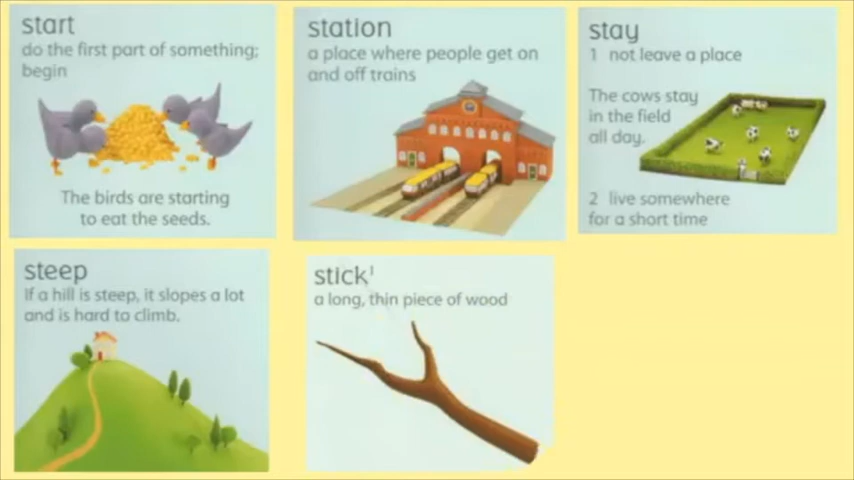 start
do the first part of something;
begin
The birds are starting
to eat the seeds.
station
a place where people get on
and off trains
stay
1 not leave a place
The cows stay
in the field
all day.
2 live somewhere
for a short time
steep
If a hill is steep, it slopes a lot
and is hard to climb.
stick¹
a long, thin piece of wood